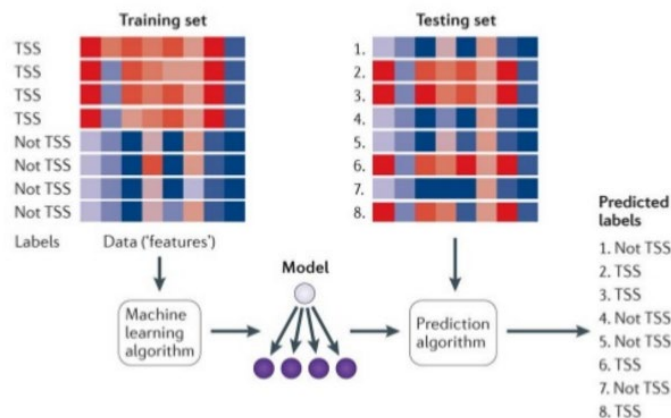 Training set
TSS
TSS
TSS
TSS
Not TSS
Not TSS
Not TSS
Not TSS
Labels
Data ('features')
Machine
learning
algorithm
Model
Testing set
1.
2.
3.
4.
5.
6.
7.
8.
Prediction
algorithm
Predicted
labels
1. Not TSS
2. TSS
3. TSS
4. Not TSS
5. Not TSS
6. TSS
7. Not TSS
8. TSS